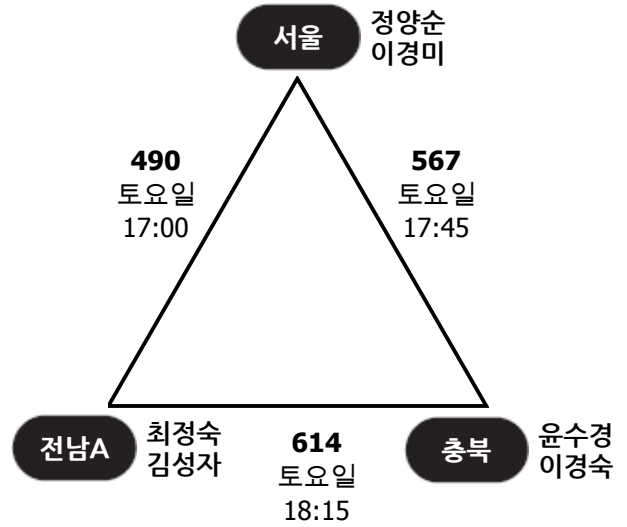 서울
정양순
이경미
490
토요일
17:00
567
토요일
17:45
전남A
최정숙
김성자
614
토요일
18:15
충북
윤수경
이경숙